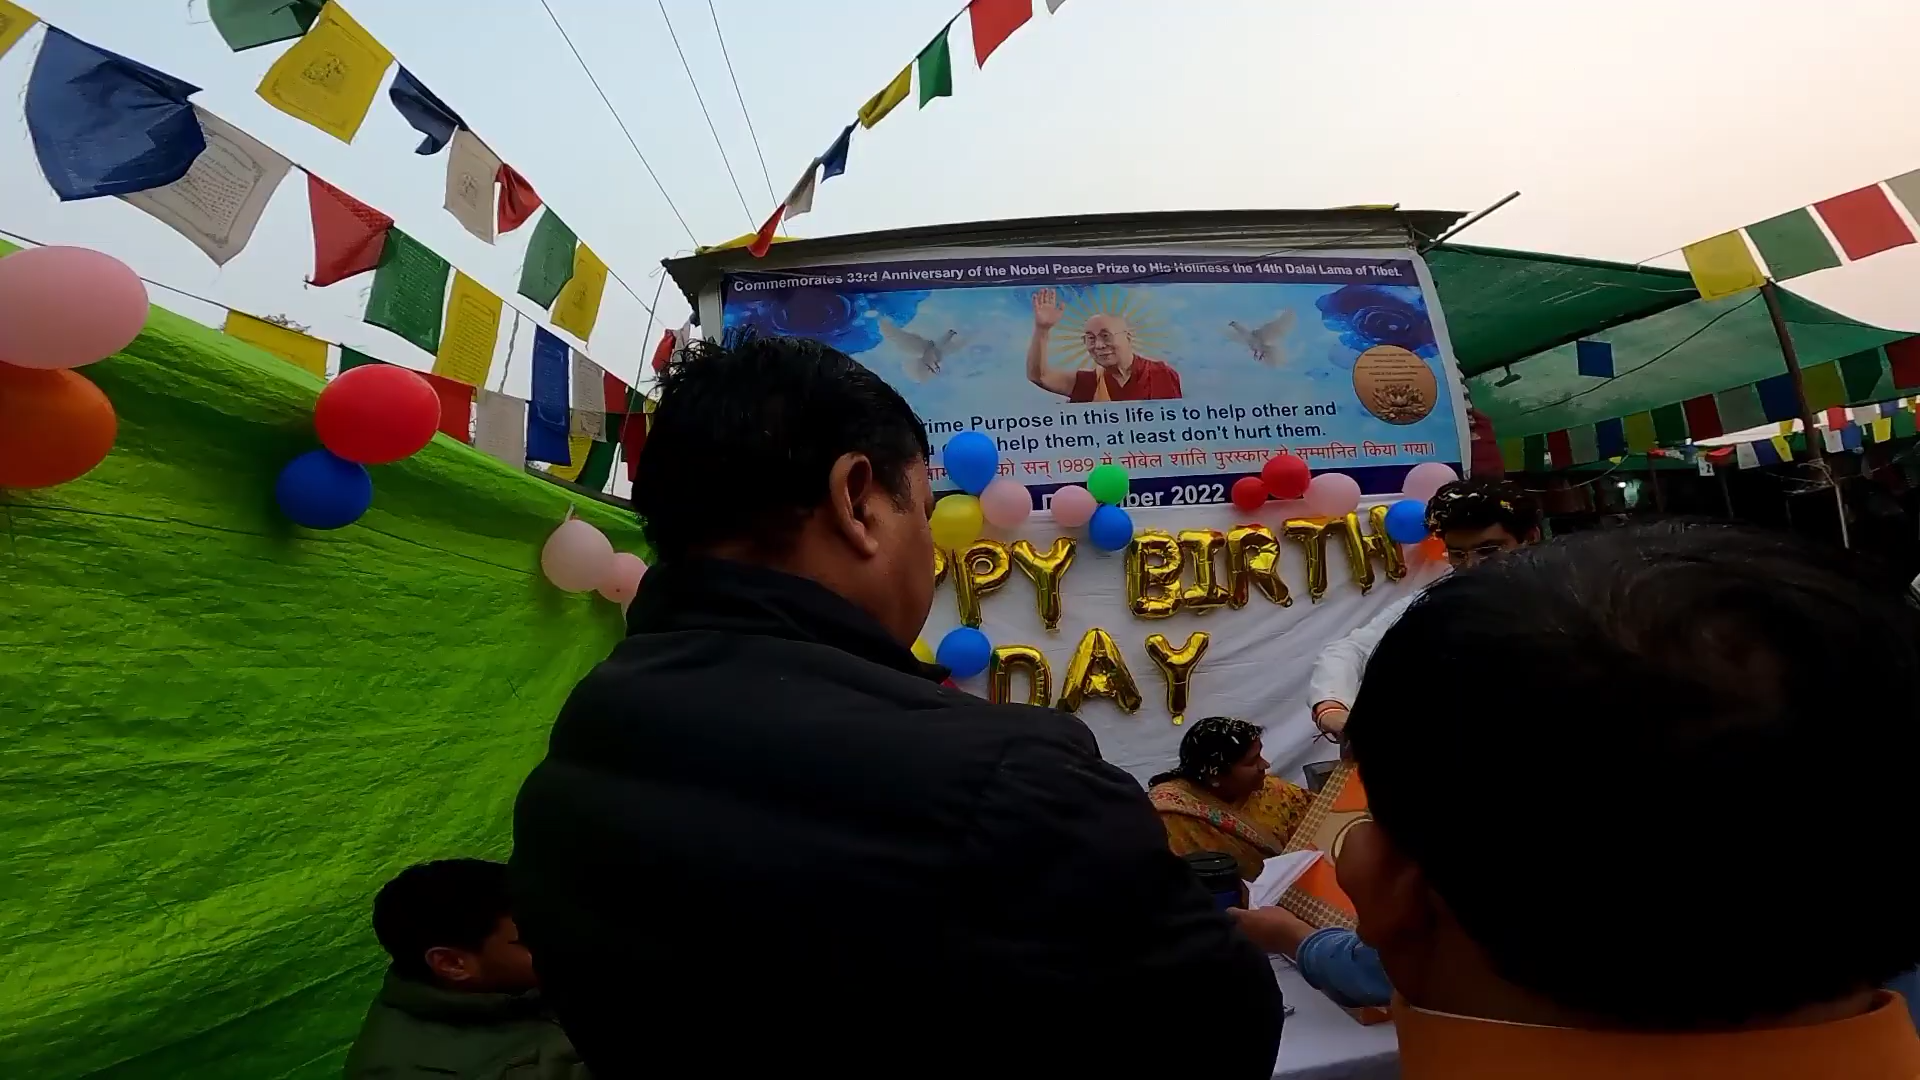 Commemorates 33rd Anniversary of the Nobel Peace Prize to His Holiness the 14th Dalai Lama of Tibet.
Purpose in this life is to help other and
help them, at least don't hurt them.
को सन् 1989 में नोबेल शांति पुरस्कार से सम्मानित किया गया।
2022
PPY BIRTH
DAY